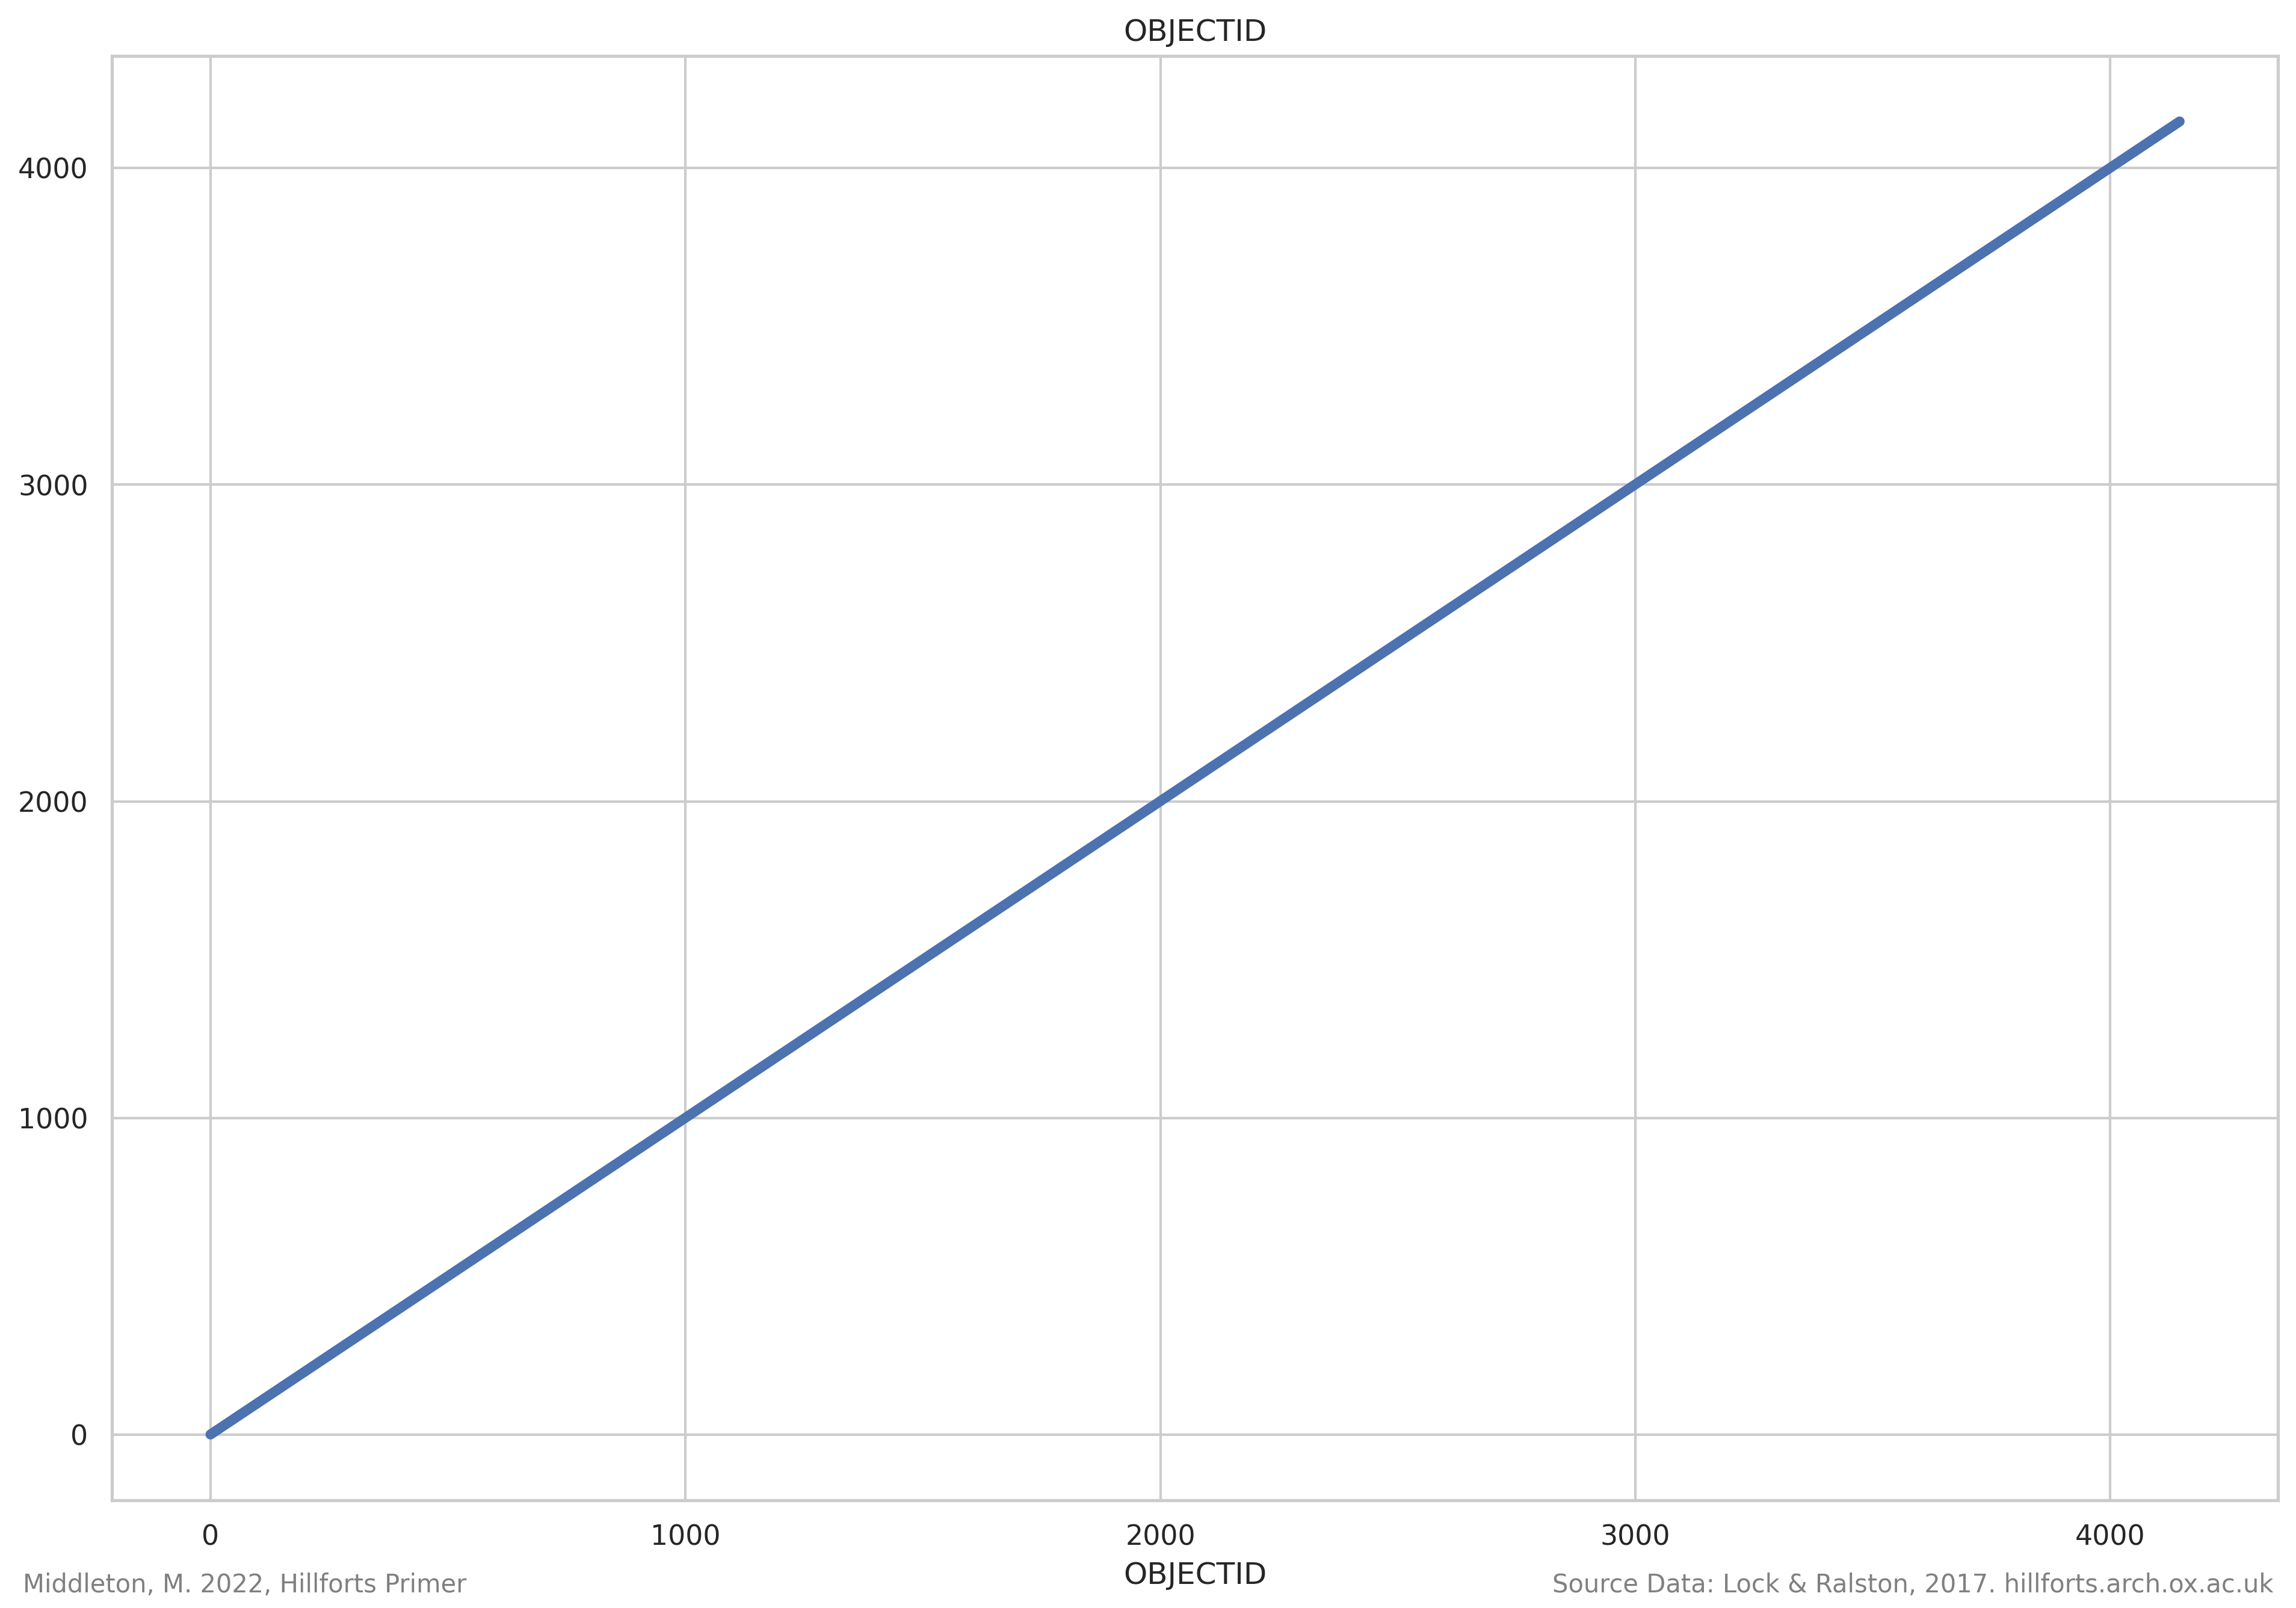 OBJECTID
4000
3000
2000
1000
0
0 1000 2000 3000 4000
OBJECTID
Middleton, M. 2022, Hillforts Primer
Source Data: Lock & Ralston, 2017. hillforts.arch.ox.ac.uk